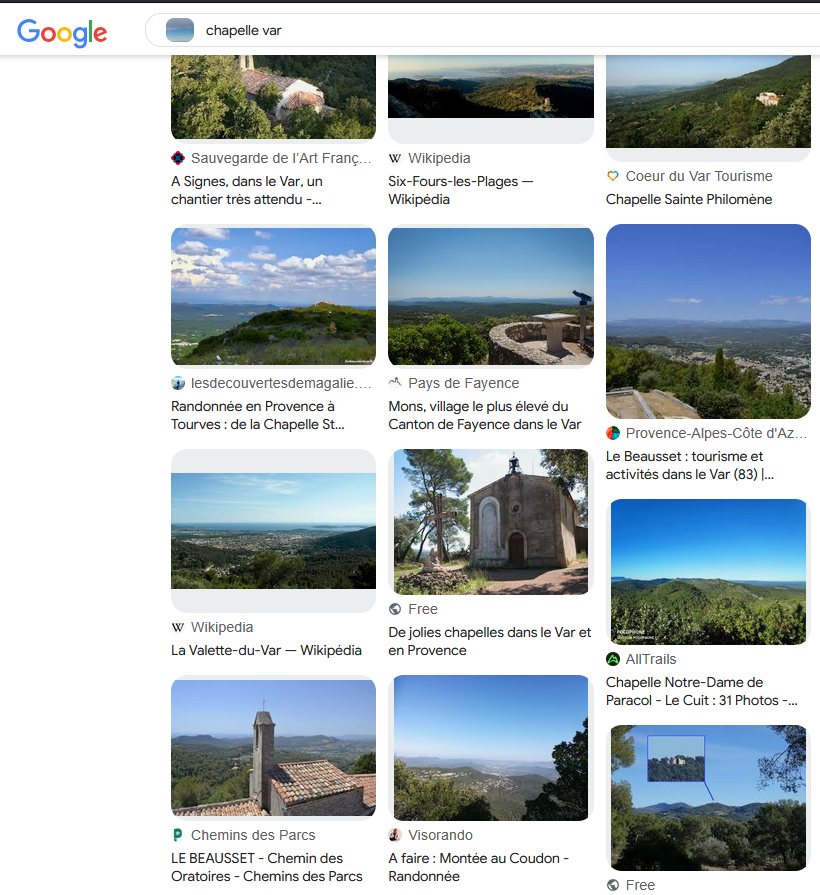 Google
chapelle var
Sauvegarde de l'Art Franç...
A Signes, dans le Var, un
chantier très attendu -...
Wikipedia
Six-Fours-les-Plages —
Wikipédia
Coeur du Var Tourisme
Chapelle Sainte Philomène
lesdecouvertesdemagalie....
Randonnée en Provence à
Tourves : de la Chapelle St...
Pays de Fayence
Mons, village le plus élevé du
Canton de Fayence dans le Var
Provence-Alpes-Côte d'Az...
Le Beausset : tourisme et
activités dans le Var (83) |...
Wikipedia
La Valette-du-Var — Wikipédia
Free
De jolies chapelles dans le Var et
en Provence
POCOPHONE
AllTrails
Chapelle Notre-Dame de
Paracol - Le Cuit : 31 Photos -...
Chemins des Parcs
LE BEAUSSET - Chemin des
Oratoires - Chemins des Parcs
Visorando
A faire : Montée au Coudon -
Randonnée
Free